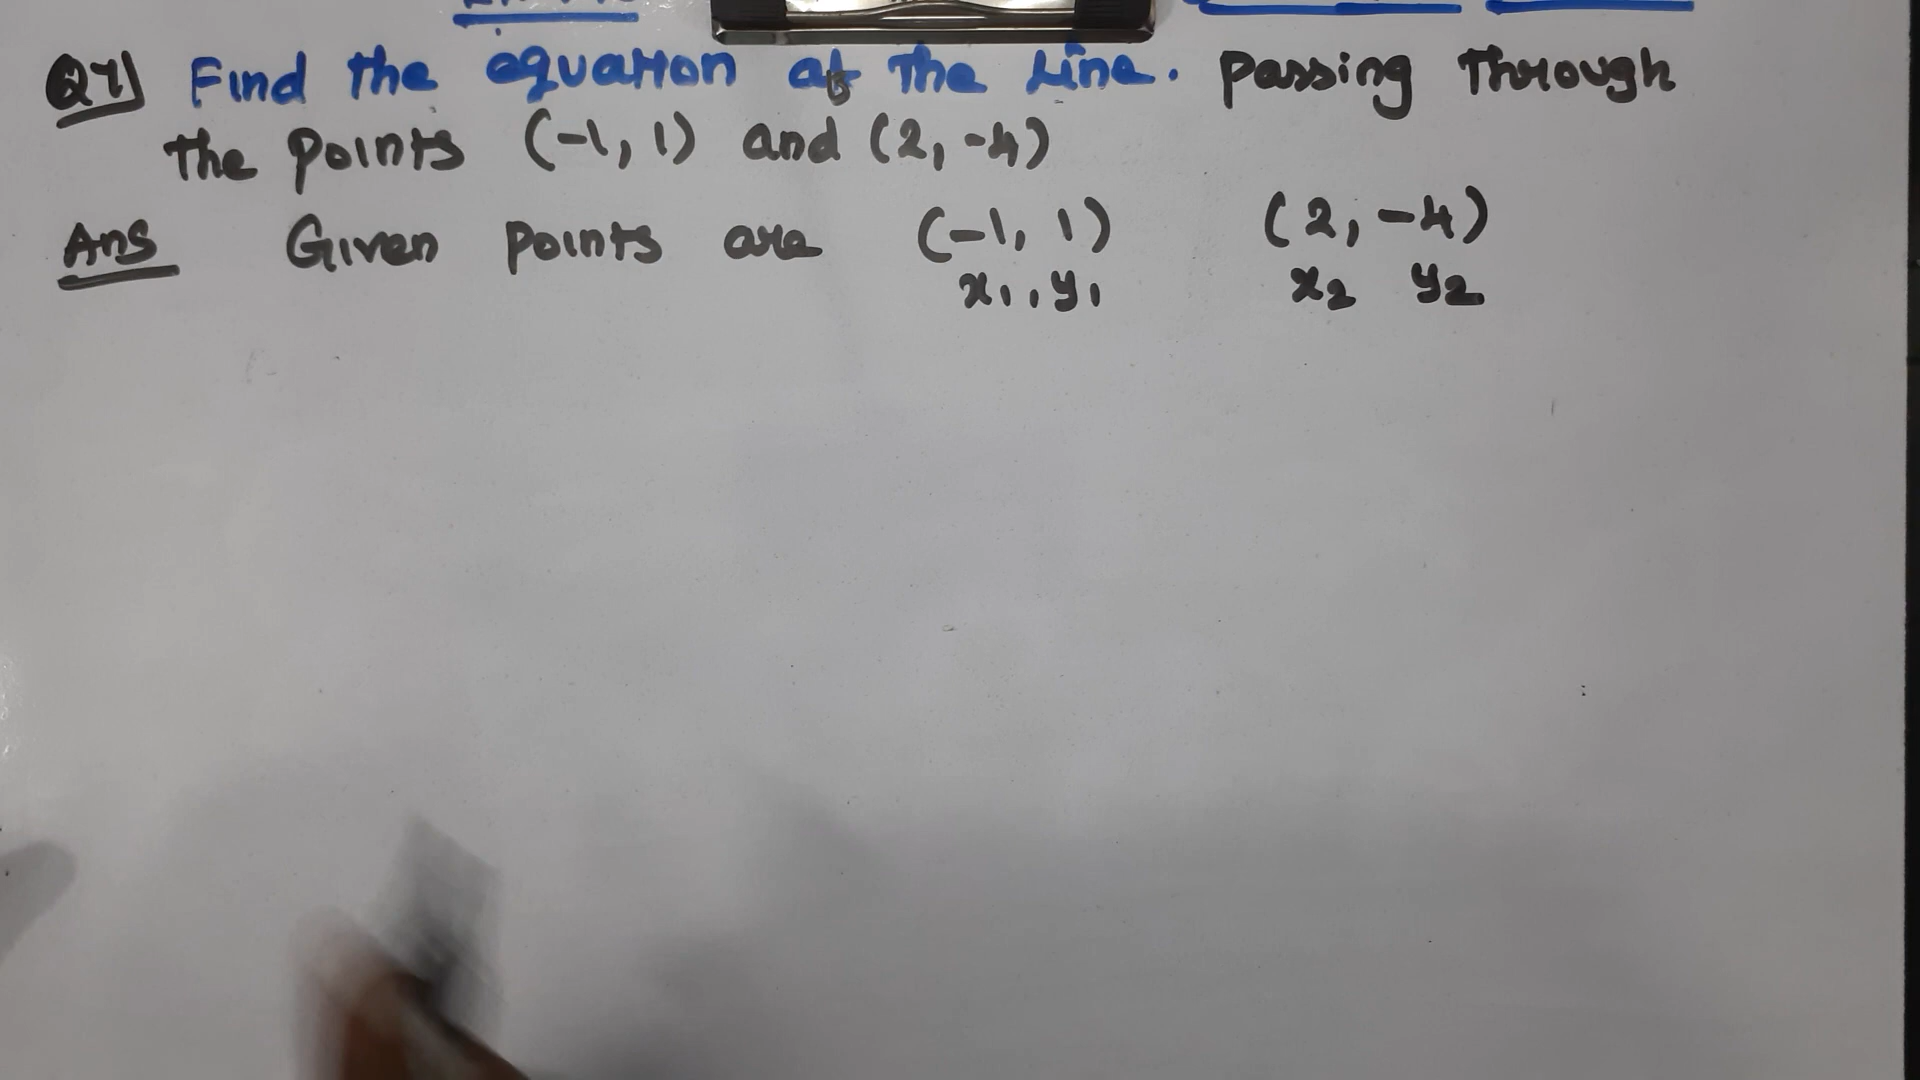 Q7) Find the equation of the Line. Passing Through
the points (-1, 1) and (2, -4)
Ans Given points are (-1, 1) (2, -4)
x₁, y₁ x₂ y₂